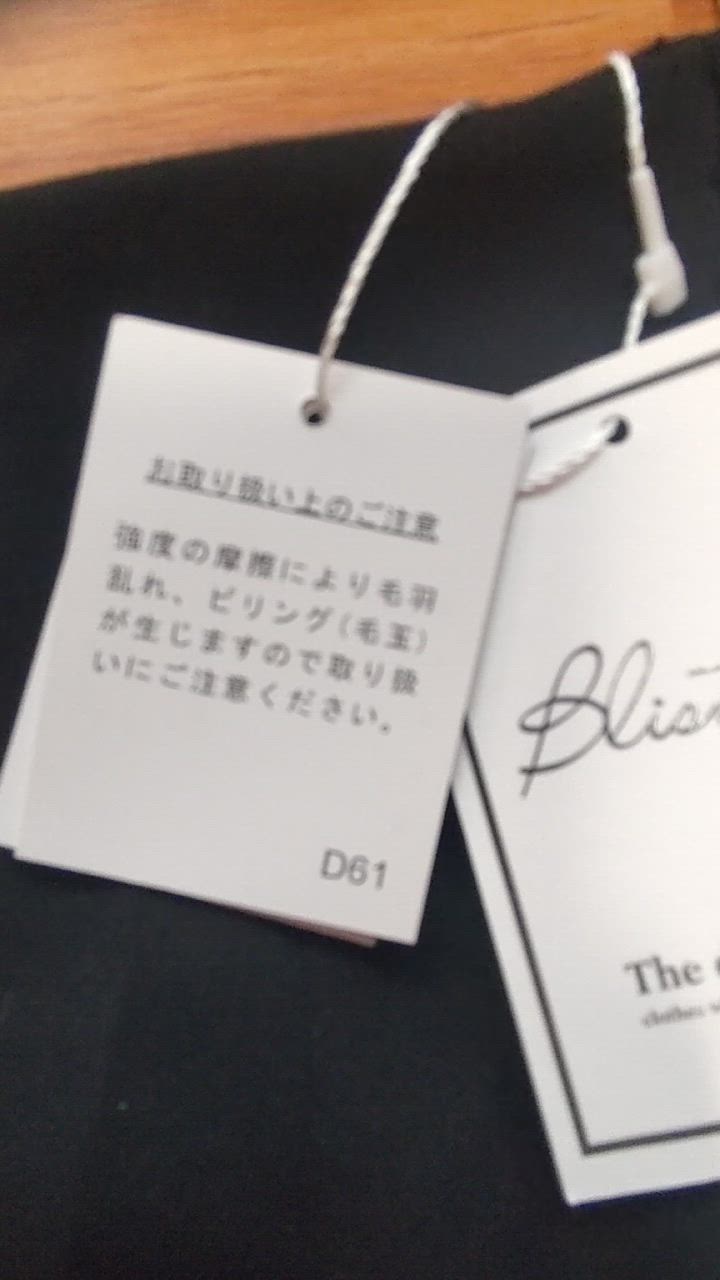 お取り扱い上のご注意
強度の摩擦により毛羽
乱れ、ピリング(毛玉)
が生じますので取り扱
いにご注意ください。
D61
The
clothes